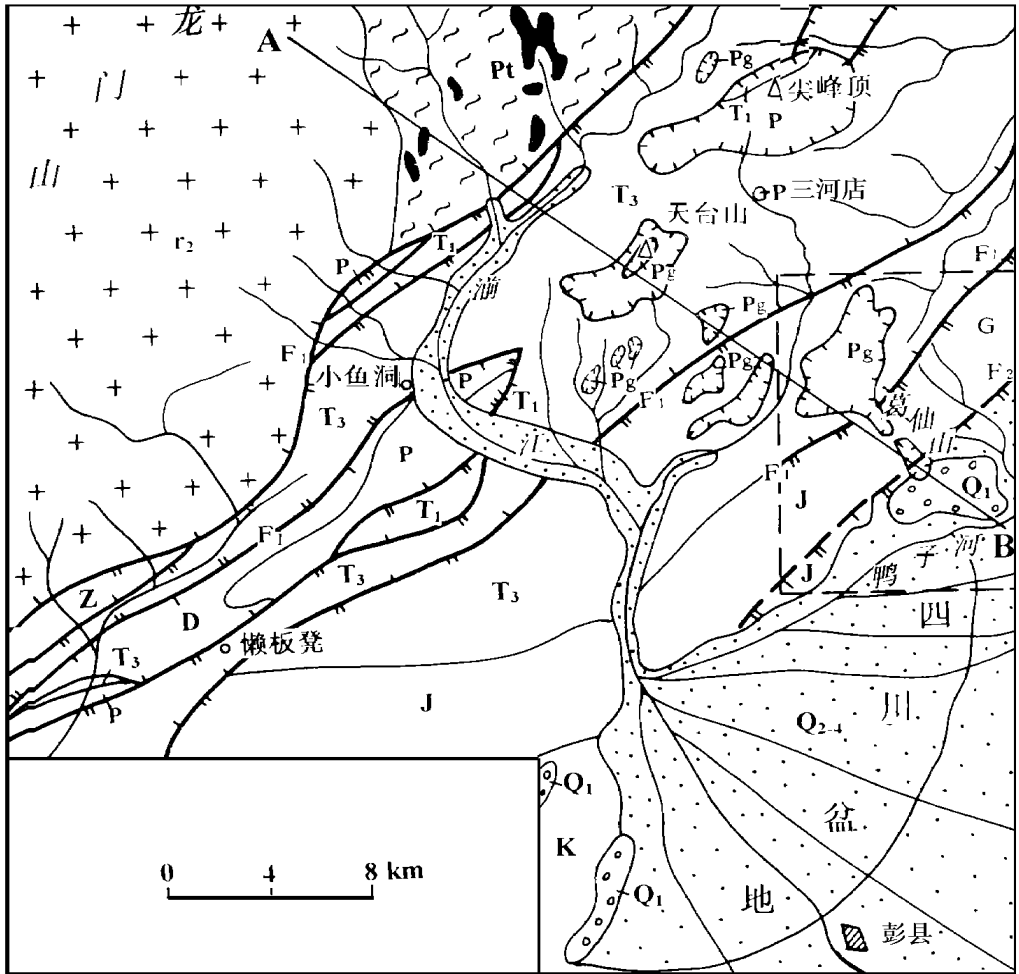 龙门山
A
Pt
Pg
尖峰顶
T₁
P
P三河店
T₃
天台山
Pg
r₂
P
T₁
湔江
F₁
F₁
G
Pg
Pg
Pg
Pg
F₂
F₁
小鱼洞
P
T₁
T₃
P
葛仙山
F₁
J
Q₁
T₁
F₁
B
Z
D
T₃
T₃
J
鸭子河
懒板凳
T₃
P
J
四川盆地
Q₂₋₄
Q₁
K
Q₁
0 4 8 km
彭县